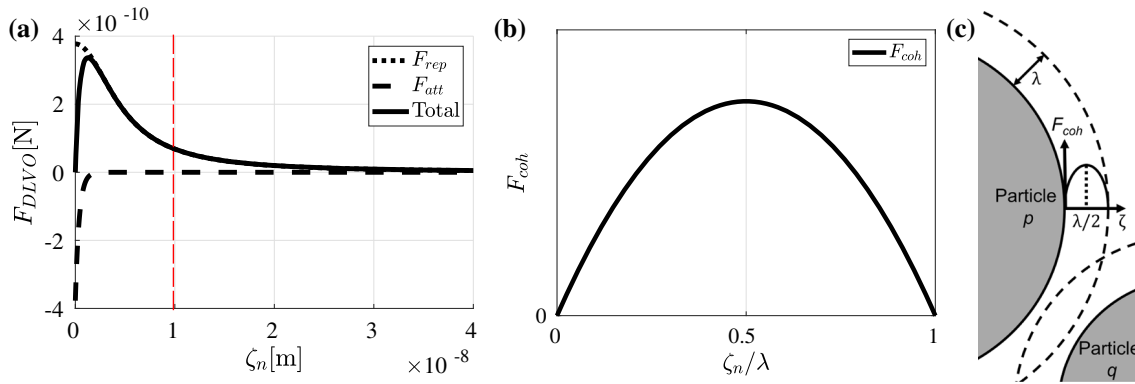 (a)
×10 -10
F_DLVO[N]
4
2
0
-2
-4
F_rep
F_att
Total
0
1
2
3
4
ζ_n[m]
×10 -8
(b)
F_coh
F_coh
0
0
0.5
1
ζ_n/λ
(c)
λ
F_coh
Particle
p
λ/2
ζ
Particle
q